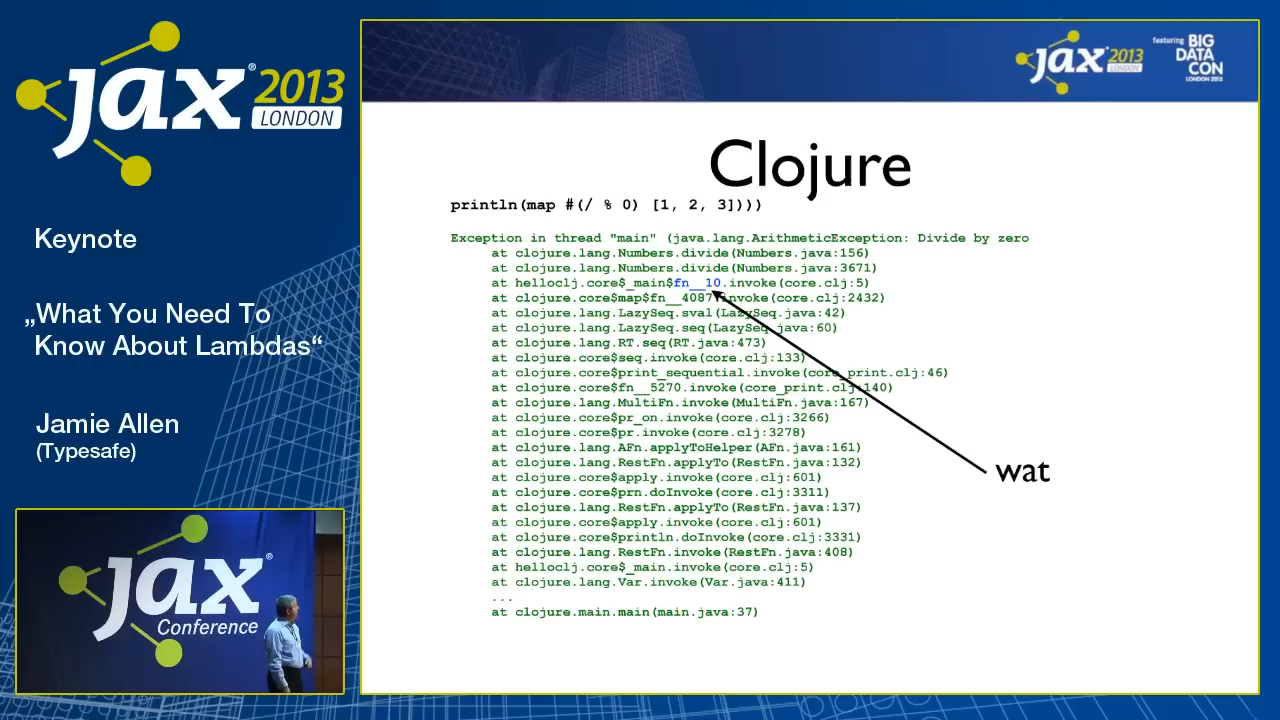 jax® 2013
LONDON
Keynote
„What You Need To
Know About Lambdas“
Jamie Allen
(Typesafe)
jax®
Conference
jax® 2013
LONDON
featuring BIG
DATA
CON
LONDON 2013
Clojure
println(map #(/ % 0) [1, 2, 3])))
Exception in thread "main" (java.lang.ArithmeticException: Divide by zero
at clojure.lang.Numbers.divide(Numbers.java:156)
at clojure.lang.Numbers.divide(Numbers.java:3671)
at helloclj.core$_main$fn__10.invoke(core.clj:5)
at clojure.core$map$fn__4087.invoke(core.clj:2432)
at clojure.lang.LazySeq.sval(LazySeq.java:42)
at clojure.lang.LazySeq.seq(LazySeq.java:60)
at clojure.lang.RT.seq(RT.java:473)
at clojure.core$seq.invoke(core.clj:133)
at clojure.core$print_sequential.invoke(core_print.clj:46)
at clojure.core$fn__5270.invoke(core_print.clj:140)
at clojure.lang.MultiFn.invoke(MultiFn.java:167)
at clojure.core$pr_on.invoke(core.clj:3266)
at clojure.core$pr.invoke(core.clj:3278)
at clojure.lang.AFn.applyToHelper(AFn.java:161)
at clojure.lang.RestFn.applyTo(RestFn.java:132)
at clojure.core$apply.invoke(core.clj:601)
at clojure.core$prn.doInvoke(core.clj:3311)
at clojure.lang.RestFn.applyTo(RestFn.java:137)
at clojure.core$apply.invoke(core.clj:601)
at clojure.core$println.doInvoke(core.clj:3331)
at clojure.lang.RestFn.invoke(RestFn.java:408)
at helloclj.core$_main.invoke(core.clj:5)
at clojure.lang.Var.invoke(Var.java:411)
...
at clojure.main.main(main.java:37)
wat